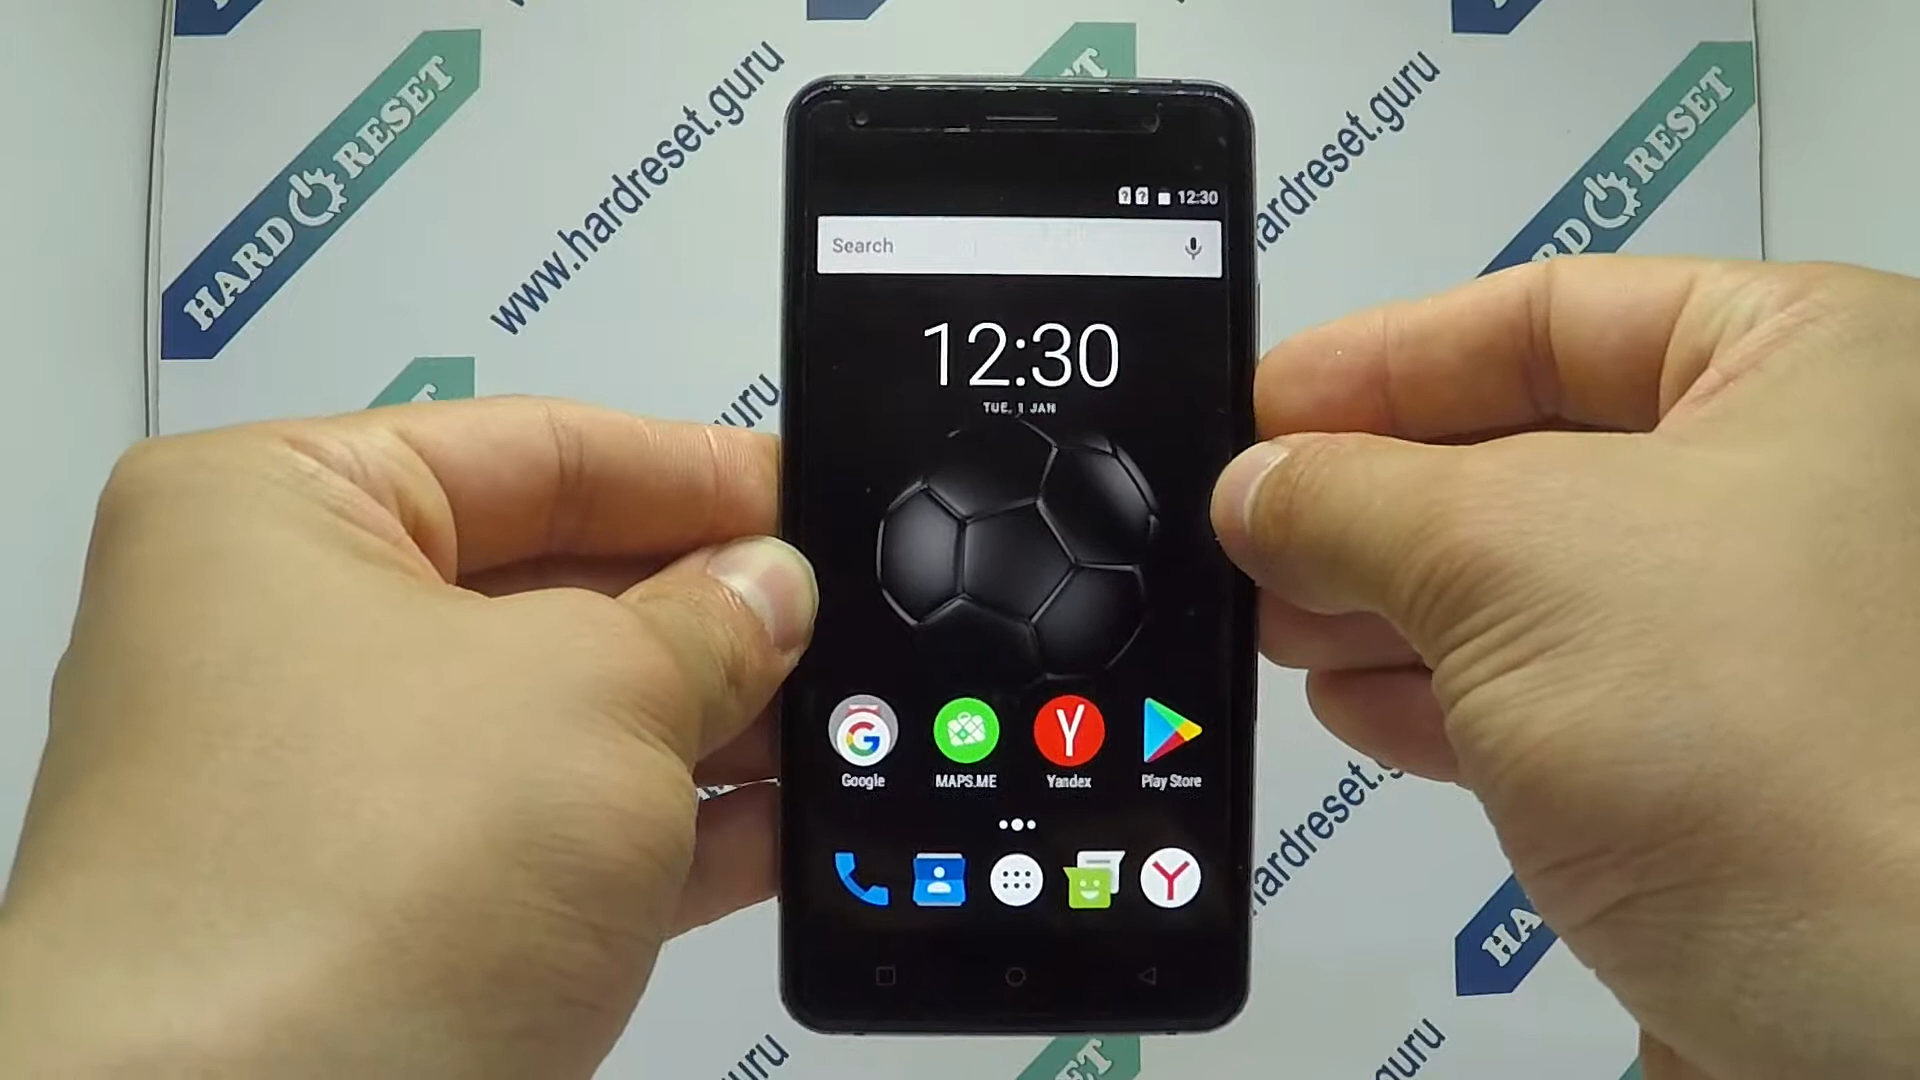 HARD RESET
www.hardreset.guru
hardreset.guru
RESET
12:30
Search
12:30
TUE, 1 JAN
Google
MAPS.ME
Yandex
Play Store
hardreset.g